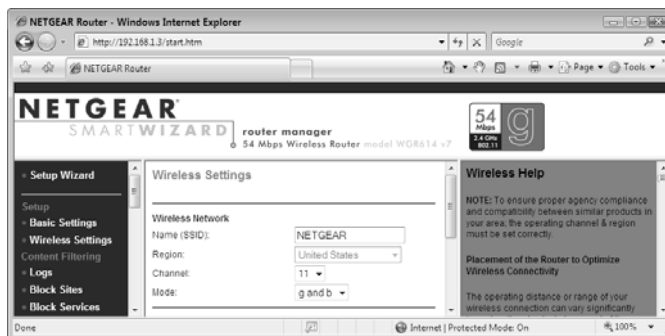 NETGEAR Router - Windows Internet Explorer
http://192.168.1.3/start.htm
Google
NETGEAR Router
Page
Tools
NETGEAR
SMARTWIZARD
router manager
54 Mbps Wireless Router model WGR614 v7
54
Mbps
2.4 GHz
802.11
g
Setup Wizard
Setup
Basic Settings
Wireless Settings
Content Filtering
Logs
Block Sites
Block Services
Wireless Settings
Wireless Network
Name (SSID): NETGEAR
Region: United States
Channel: 11
Mode: g and b
Wireless Help
NOTE: To ensure proper agency compliance
and compatibility between similar products in
your area; the operating channel & region
must be set correctly.
Placement of the Router to Optimize
Wireless Connectivity
The operating distance or range of your
wireless connection can vary significantly
Done
Internet | Protected Mode: On
100%